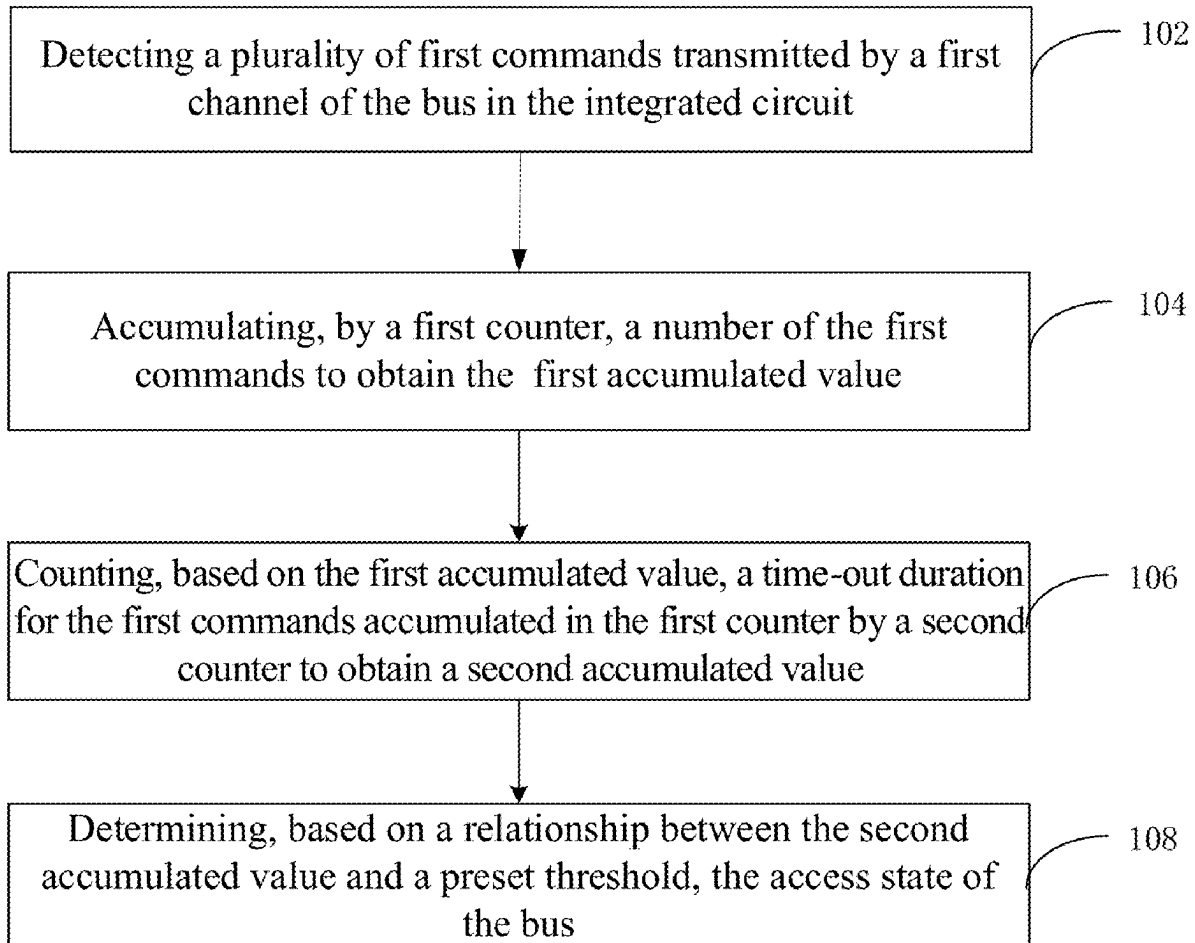 Detecting a plurality of first commands transmitted by a first
channel of the bus in the integrated circuit
102
Accumulating, by a first counter, a number of the first
commands to obtain the first accumulated value
104
Counting, based on the first accumulated value, a time-out duration
for the first commands accumulated in the first counter by a second
counter to obtain a second accumulated value
106
Determining, based on a relationship between the second
accumulated value and a preset threshold, the access state of
the bus
108